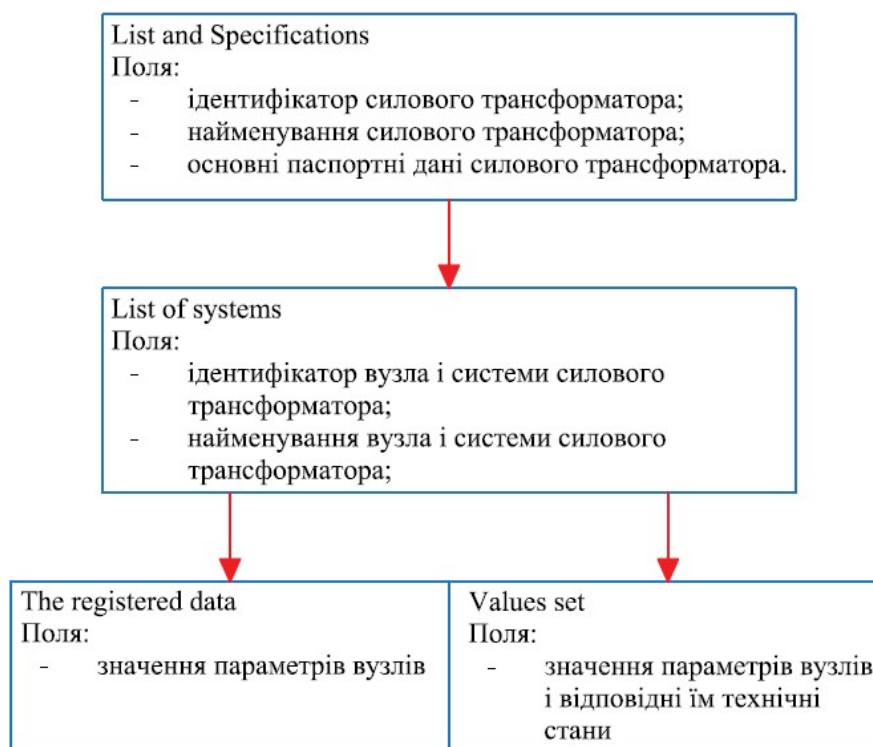 List and Specifications
Поля:
- ідентифікатор силового трансформатора;
- найменування силового трансформатора;
- основні паспортні дані силового трансформатора.
List of systems
Поля:
- ідентифікатор вузла і системи силового
трансформатора;
- найменування вузла і системи силового
трансформатора;
The registered data
Поля:
- значення параметрів вузлів
Values set
Поля:
- значення параметрів вузлів
і відповідні їм технічні
стани